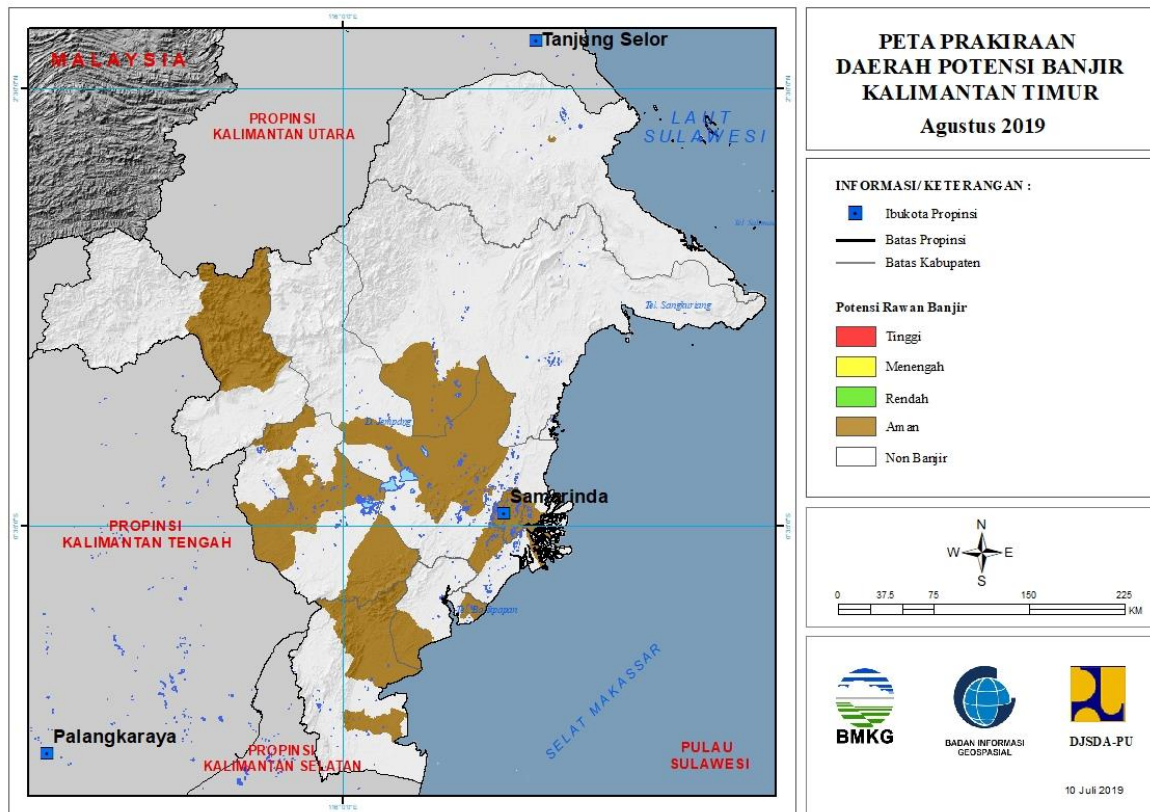 Tanjung Selor
MALAYSIA
PROPINSI
KALIMANTAN UTARA
LAUT
SULAWESI
Tel. Sangkuriang
Samarinda
PROPINSI
KALIMANTAN TENGAH
SELAT MAKASSAR
Palangkaraya
PROPINSI
KALIMANTAN SELATAN
PULAU
SULAWESI
PETA PRAKIRAAN
DAERAH POTENSI BANJIR
KALIMANTAN TIMUR
Agustus 2019
INFORMASI/ KETERANGAN :
Ibukota Propinsi
Batas Propinsi
Batas Kabupaten
Potensi Rawan Banjir
Tinggi
Menengah
Rendah
Aman
Non Banjir
N
W E
S
0 37.5 75 150 225
KM
BMKG
BADAN INFORMASI
GEOSPASIAL
DJSDA-PU
10 Juli 2019